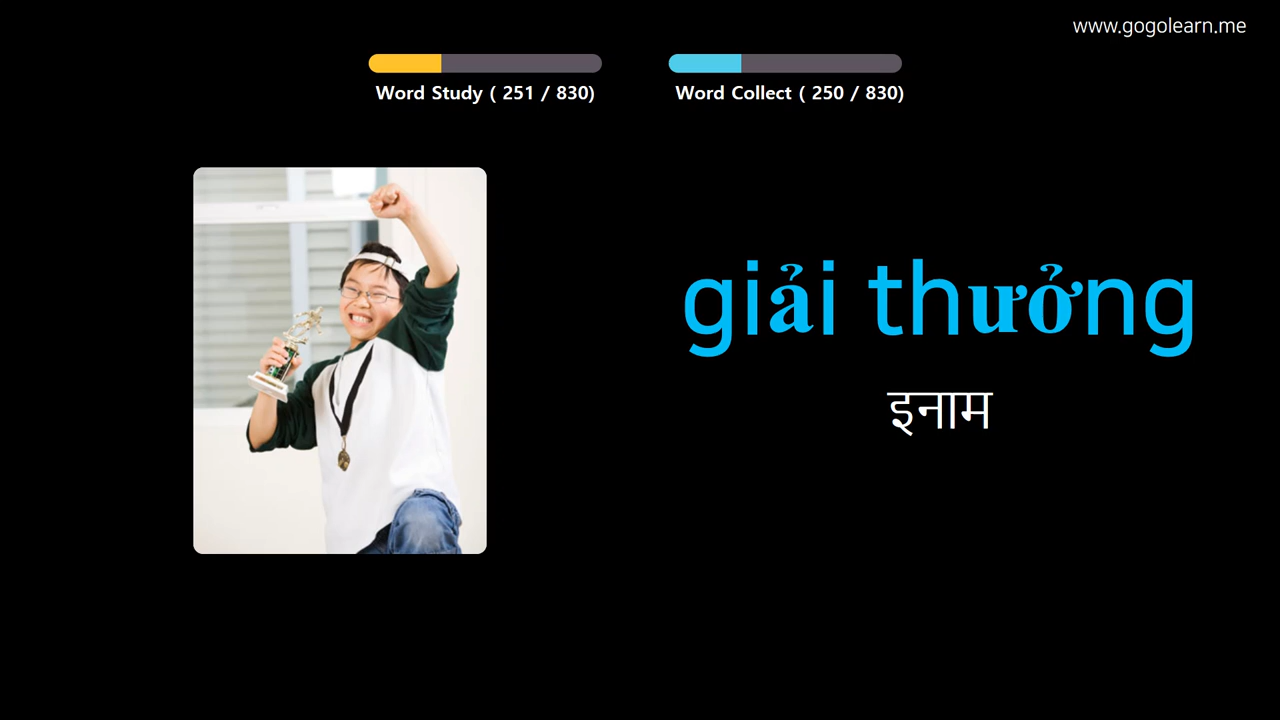 www.gogolearn.me
Word Study ( 251 / 830)
Word Collect ( 250 / 830)
giải thưởng
इनाम